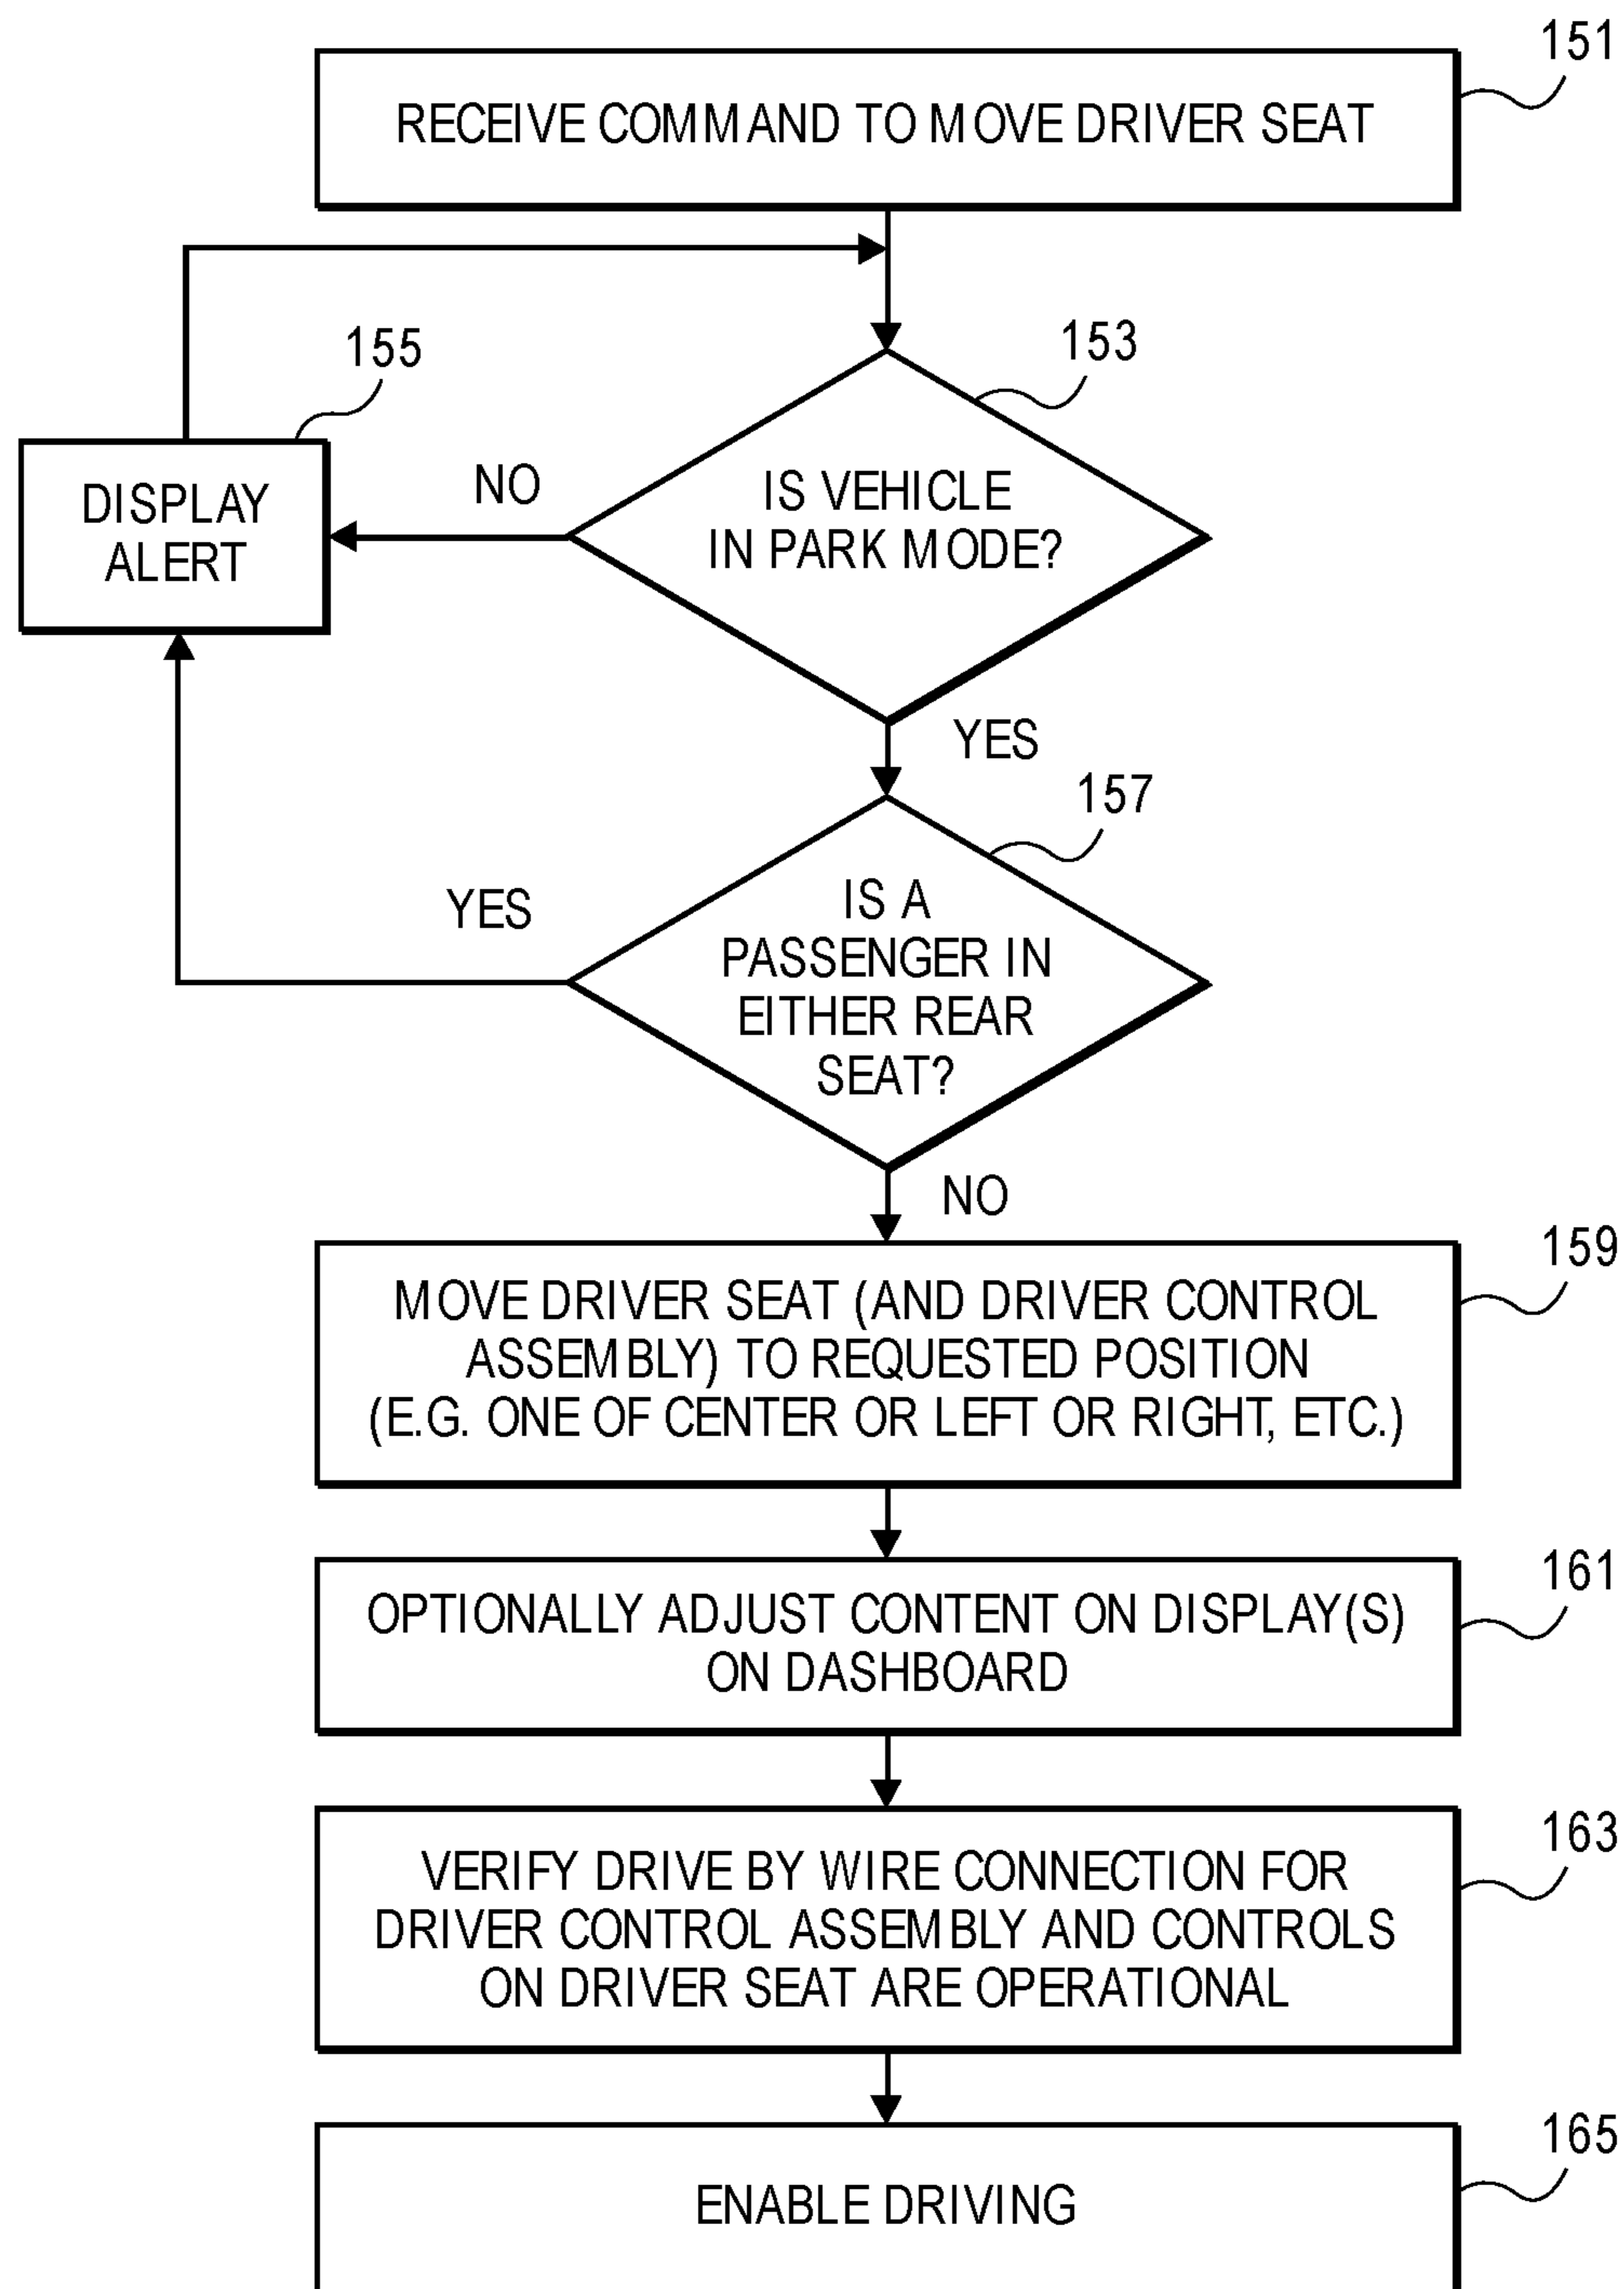 151
RECEIVE COMMAND TO MOVE DRIVER SEAT
153
155
IS VEHICLE
IN PARK MODE?
NO
DISPLAY
ALERT
YES
157
IS A
PASSENGER IN
EITHER REAR
SEAT?
YES
NO
159
MOVE DRIVER SEAT (AND DRIVER CONTROL
ASSEMBLY) TO REQUESTED POSITION
(E.G. ONE OF CENTER OR LEFT OR RIGHT, ETC.)
161
OPTIONALLY ADJUST CONTENT ON DISPLAY(S)
ON DASHBOARD
163
VERIFY DRIVE BY WIRE CONNECTION FOR
DRIVER CONTROL ASSEMBLY AND CONTROLS
ON DRIVER SEAT ARE OPERATIONAL
165
ENABLE DRIVING